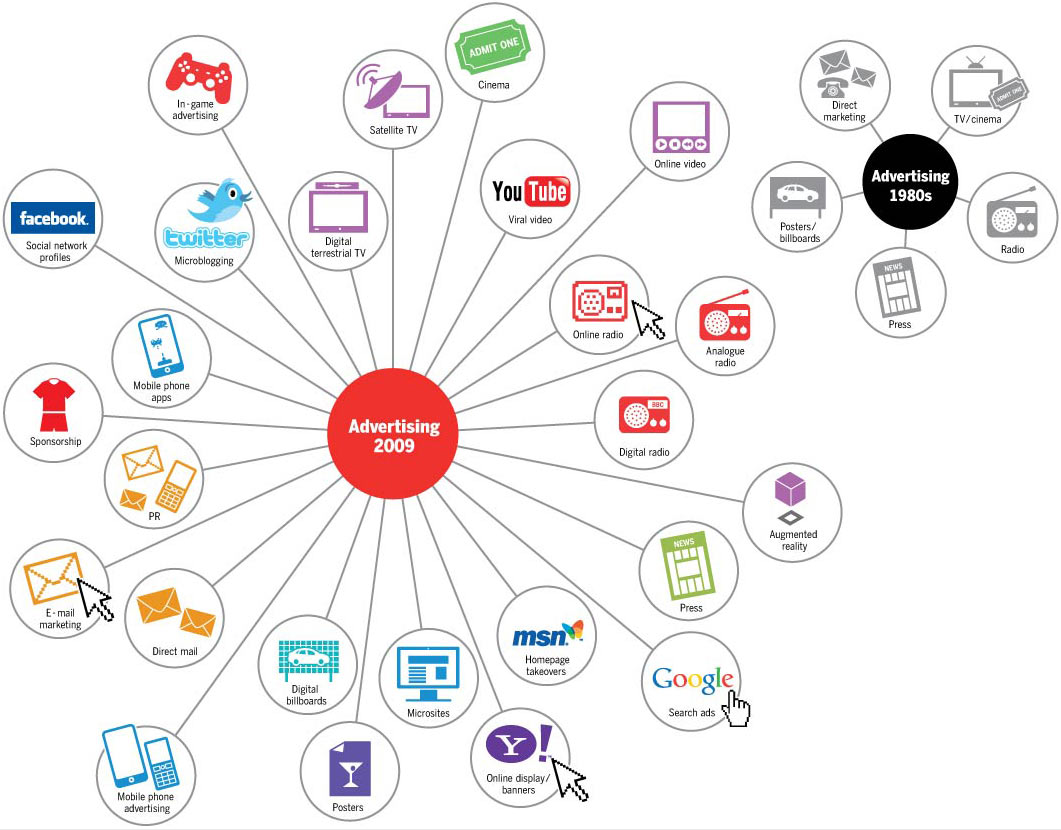 ADMIT ONE
Cinema
In-game
advertising
Satellite TV
Online video
Direct
marketing
ADMIT ONE
TV/cinema
Advertising
1980s
Posters/
billboards
Radio
NEWS
Press
facebook.
Social network
profiles
twitter
Microblogging
Digital
terrestrial TV
You Tube
Viral video
Online radio
Analogue
radio
Mobile phone
apps
Sponsorship
Advertising
2009
BBC
Digital radio
PR
Augmented
reality
NEWS
Press
E-mail
marketing
Direct mail
Digital
billboards
Microsites
msn
Homepage
takeovers
Google
Search ads
Mobile phone
advertising
Posters
Y!
Online display/
banners